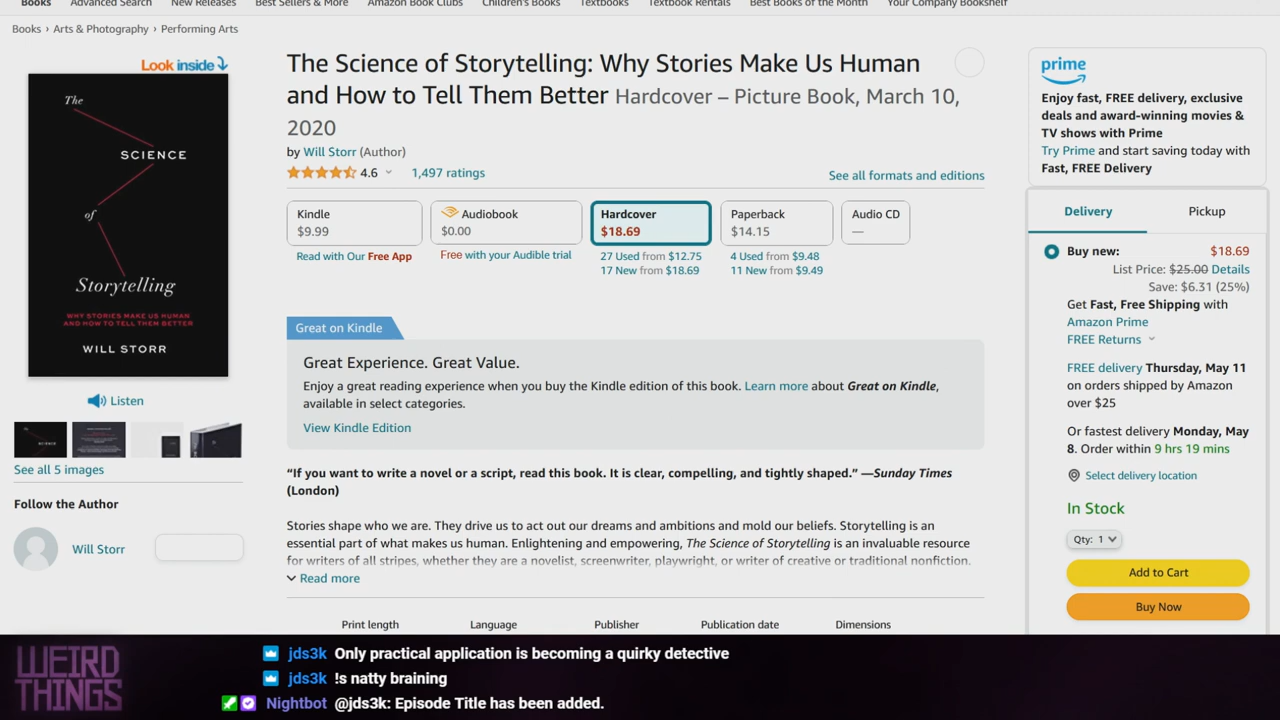 Books
Advanced Search
New Releases
Best Sellers & More
Amazon Book Clubs
Children's Books
Textbooks
Textbook Rentals
Best Books of the Month
Your Company Bookshelf
Books › Arts & Photography › Performing Arts
Look inside
The
SCIENCE
of
Storytelling
WHY STORIES MAKE US HUMAN
AND HOW TO TELL THEM BETTER
WILL STORR
Listen
See all 5 images
Follow the Author
Will Storr
The Science of Storytelling: Why Stories Make Us Human
and How to Tell Them Better Hardcover – Picture Book, March 10,
2020
by Will Storr (Author)
4.6 1,497 ratings
See all formats and editions
Kindle
$9.99
Read with Our Free App
Audiobook
$0.00
Free with your Audible trial
Hardcover
$18.69
27 Used from $12.75
17 New from $18.69
Paperback
$14.15
4 Used from $9.48
11 New from $9.49
Audio CD
—
Great on Kindle
Great Experience. Great Value.
Enjoy a great reading experience when you buy the Kindle edition of this book. Learn more about Great on Kindle,
available in select categories.
View Kindle Edition
“If you want to write a novel or a script, read this book. It is clear, compelling, and tightly shaped.” —Sunday Times
(London)
Stories shape who we are. They drive us to act out our dreams and ambitions and mold our beliefs. Storytelling is an
essential part of what makes us human. Enlightening and empowering, The Science of Storytelling is an invaluable resource
for writers of all stripes, whether they are a novelist, screenwriter, playwright, or writer of creative or traditional nonfiction.
Read more
Print length
Language
Publisher
Publication date
Dimensions
prime
Enjoy fast, FREE delivery, exclusive
deals and award-winning movies &
TV shows with Prime
Try Prime and start saving today with
Fast, FREE Delivery
Delivery
Pickup
Buy new: $18.69
List Price: $25.00 Details
Save: $6.31 (25%)
Get Fast, Free Shipping with
Amazon Prime
FREE Returns
FREE delivery Thursday, May 11
on orders shipped by Amazon
over $25
Or fastest delivery Monday, May
8. Order within 9 hrs 19 mins
Select delivery location
In Stock
Qty: 1
Add to Cart
Buy Now
WEIRD
THINGS
jds3k Only practical application is becoming a quirky detective
jds3k !s natty braining
Nightbot @jds3k: Episode Title has been added.